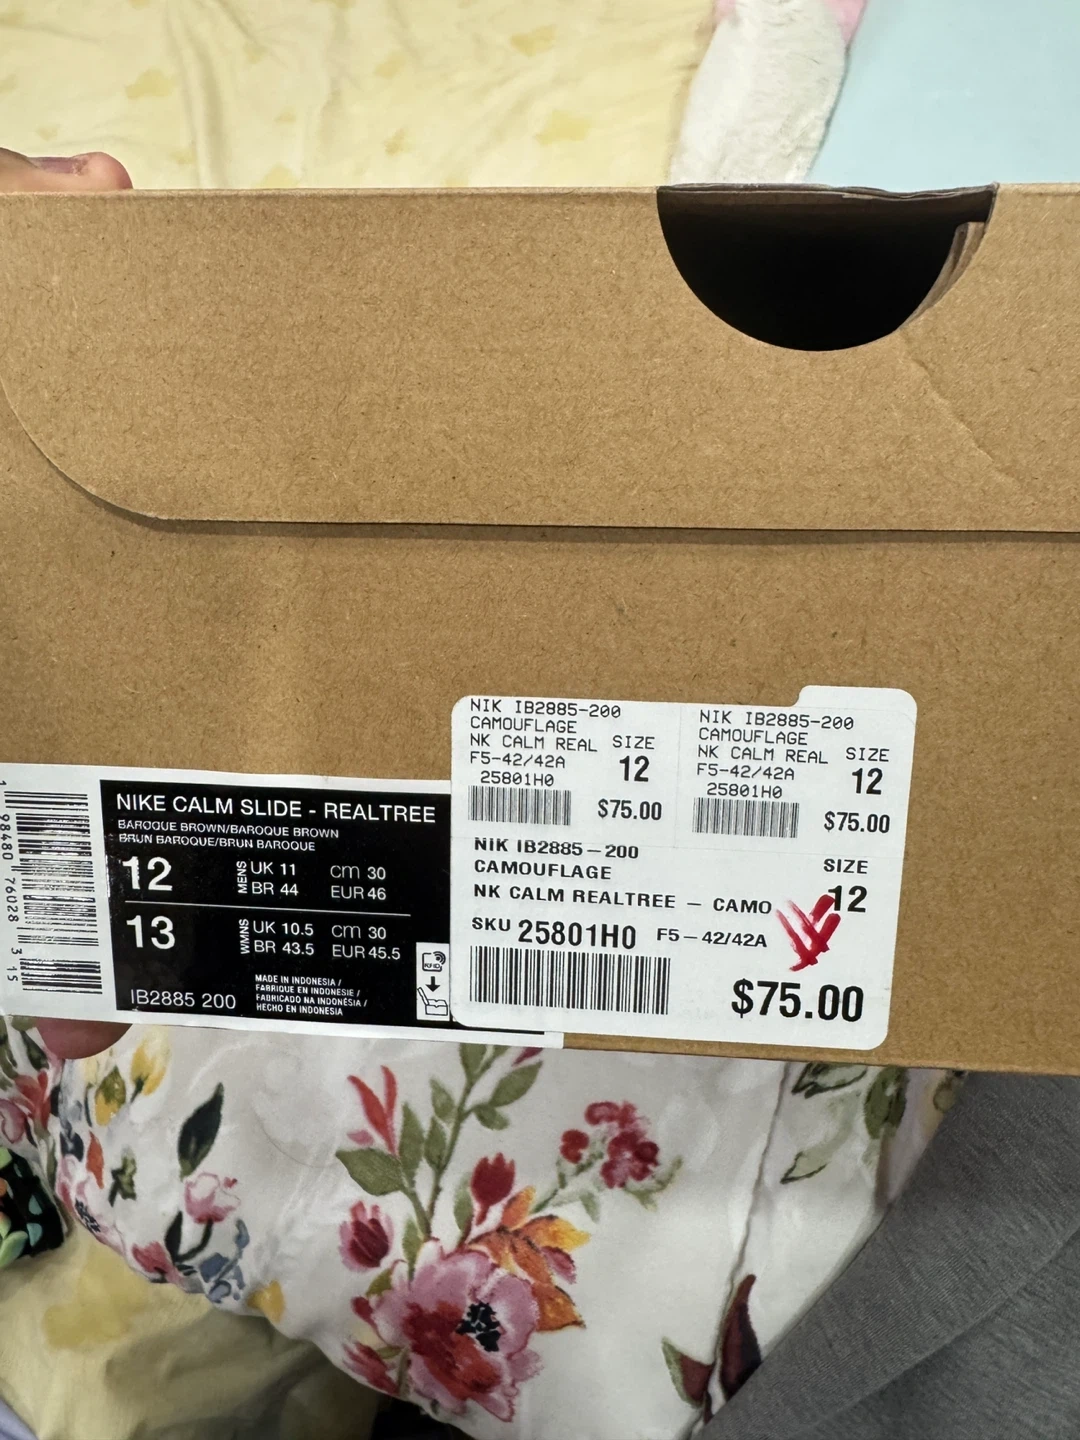 NIK IB2885-200
CAMOUFLAGE
NK CALM REAL SIZE
F5-42/42A 12
25801H0
$75.00
NIK IB2885-200
CAMOUFLAGE
NK CALM REAL SIZE
F5-42/42A 12
25801H0
$75.00
NIK IB2885-200
CAMOUFLAGE SIZE
NK CALM REALTREE - CAMO 12
SKU 25801H0 F5-42/42A
$75.00
NIKE CALM SLIDE - REALTREE
BAROQUE BROWN/BAROQUE BROWN
BRUN BAROQUE/BRUN BAROQUE
12 MENS UK 11 cm 30
BR 44 EUR 46
13 WMNS UK 10.5 cm 30
BR 43.5 EUR 45.5
MADE IN INDONESIA /
FABRIQUE EN INDONESIE /
FABRICADO NA INDONÉSIA /
HECHO EN INDONESIA
IB2885 200
RFID
98480 76028 3 15